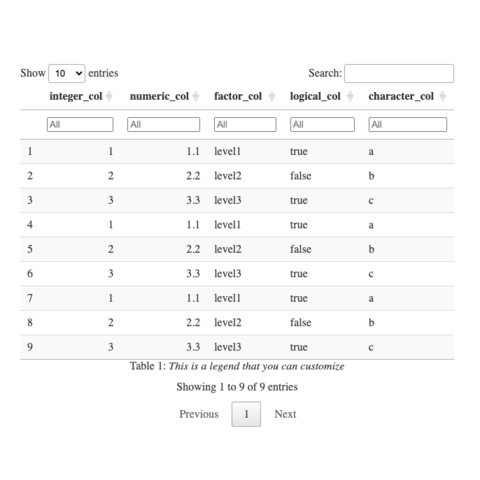 Show 10 entries Search:
integer_col numeric_col factor_col logical_col character_col
All All All All All
1 1 1.1 level1 true a
2 2 2.2 level2 false b
3 3 3.3 level3 true c
4 1 1.1 level1 true a
5 2 2.2 level2 false b
6 3 3.3 level3 true c
7 1 1.1 level1 true a
8 2 2.2 level2 false b
9 3 3.3 level3 true c
Table 1: This is a legend that you can customize
Showing 1 to 9 of 9 entries
Previous 1 Next